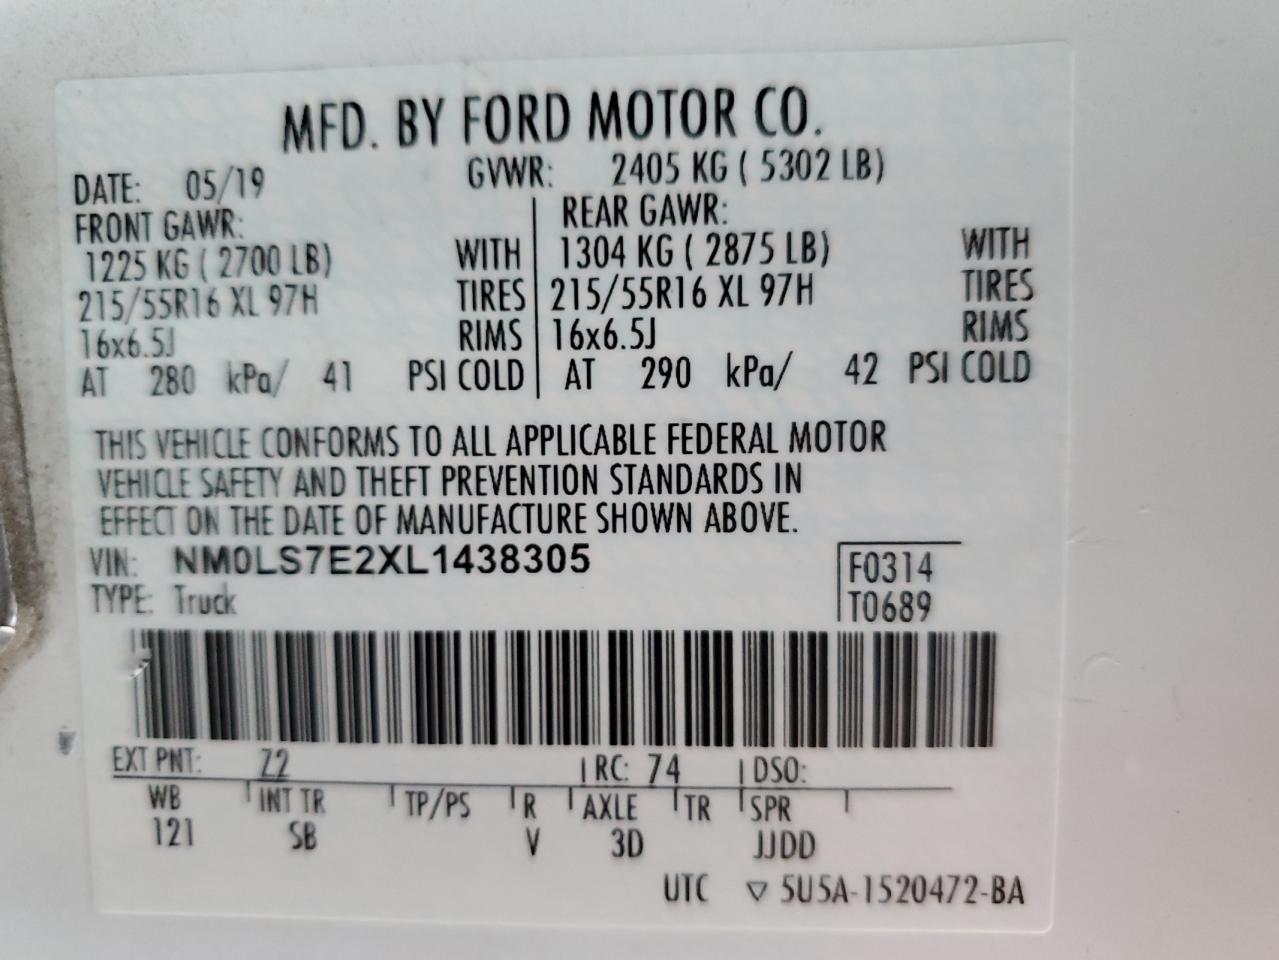 MFD. BY FORD MOTOR CO.
DATE: 05/19 GVWR: 2405 KG ( 5302 LB)
FRONT GAWR: REAR GAWR:
1225 KG ( 2700 LB) WITH 1304 KG ( 2875 LB) WITH
215/55R16 XL 97H TIRES 215/55R16 XL 97H TIRES
16x6.5J RIMS 16x6.5J RIMS
AT 280 kPa/ 41 PSI COLD AT 290 kPa/ 42 PSI COLD
THIS VEHICLE CONFORMS TO ALL APPLICABLE FEDERAL MOTOR
VEHICLE SAFETY AND THEFT PREVENTION STANDARDS IN
EFFECT ON THE DATE OF MANUFACTURE SHOWN ABOVE.
VIN: NM0LS7E2XL1438305 F0314
TYPE: Truck T0689
EXT PNT: Z2 RC: 74 DSO:
WB INT TR TP/PS R AXLE TR SPR
121 SB V 3D JJDD
UTC ▽ 5U5A-1520472-BA